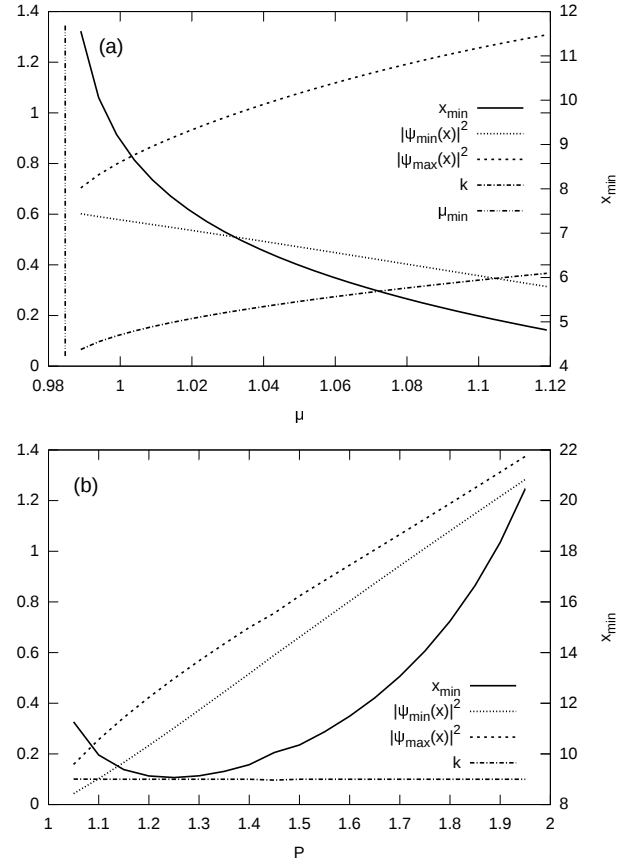 1.4
1.2
1
0.8
0.6
0.4
0.2
0
12
11
10
9
8
7
6
5
4
(a)
x_min
|ψ_min(x)|^2
|ψ_max(x)|^2
k
μ_min
x_min
0.98 1 1.02 1.04 1.06 1.08 1.1 1.12
μ
1.4
1.2
1
0.8
0.6
0.4
0.2
0
22
20
18
16
14
12
10
8
(b)
x_min
|ψ_min(x)|^2
|ψ_max(x)|^2
k
x_min
1 1.1 1.2 1.3 1.4 1.5 1.6 1.7 1.8 1.9 2
P